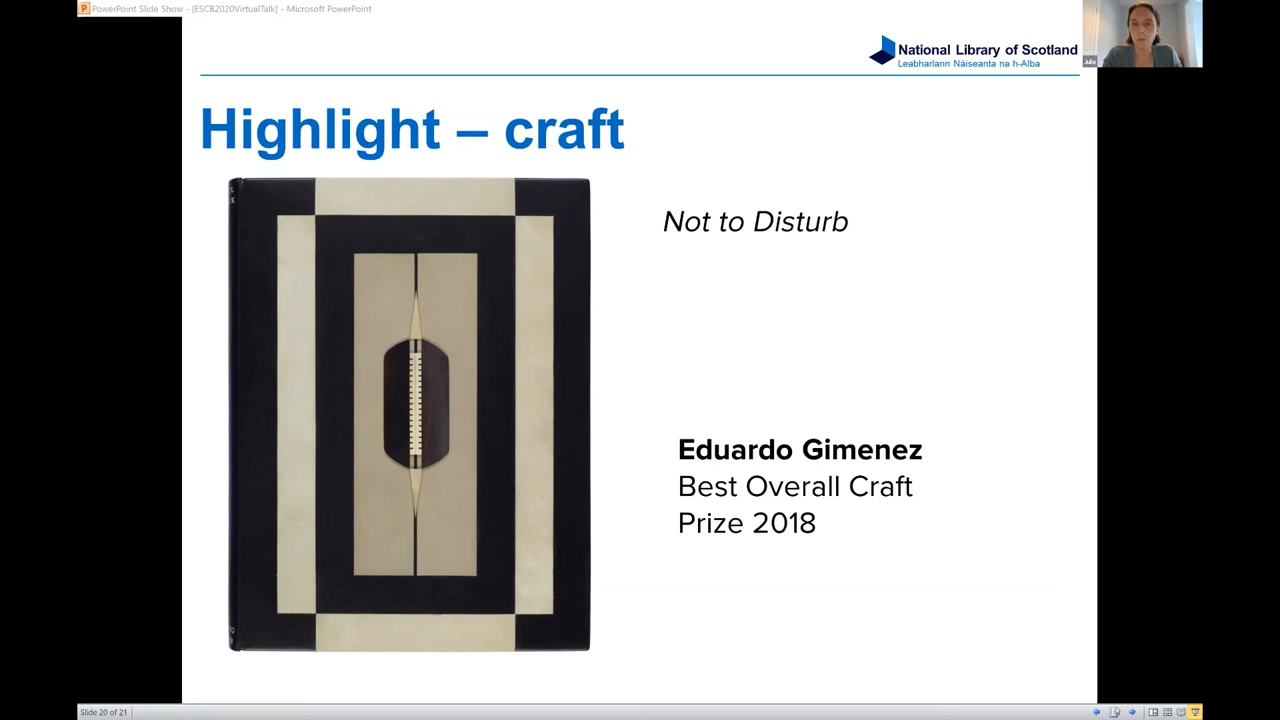 PowerPoint Slide Show - [ESCB2020VirtualTalk] - Microsoft PowerPoint
National Library of Scotland
Leabharlann Nàiseanta na h-Alba
Julie
Highlight – craft
Not to Disturb
Eduardo Gimenez
Best Overall Craft
Prize 2018
Slide 20 of 21